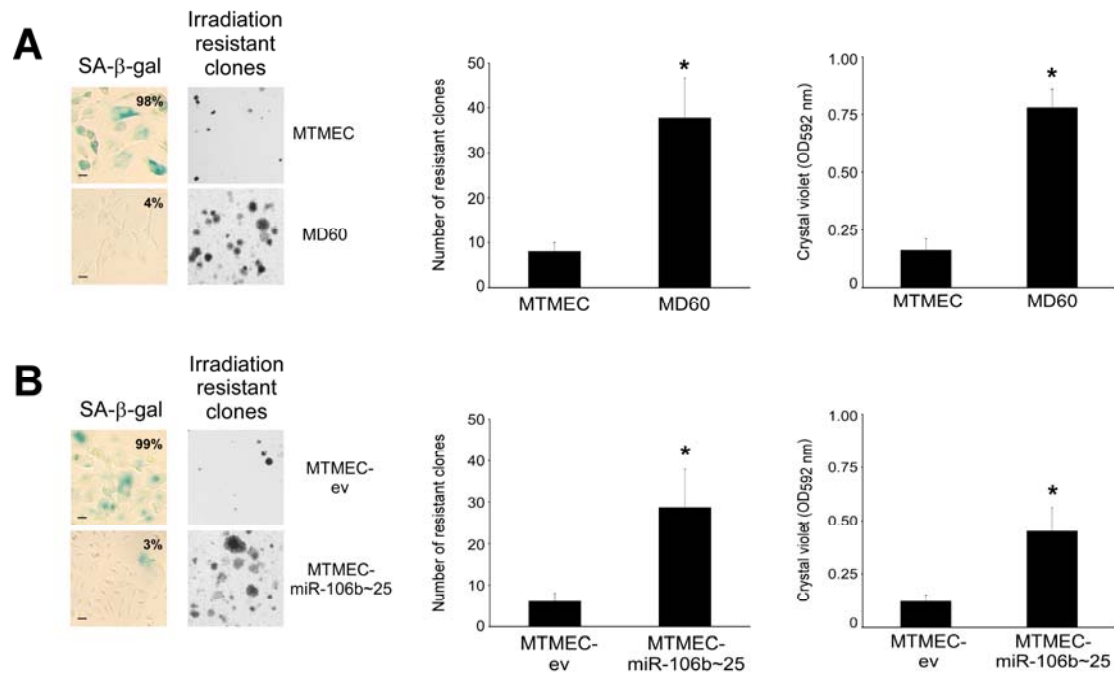 A
SA-β-gal
Irradiation
resistant
clones
98%
MTMEC
4%
MD60
Number of resistant clones
50
40
30
20
10
0
*
MTMEC
MD60
Crystal violet (OD592 nm)
1.00
0.75
0.50
0.25
0
*
MTMEC
MD60
B
SA-β-gal
Irradiation
resistant
clones
99%
MTMEC-
ev
3%
MTMEC-
miR-106b~25
Number of resistant clones
50
40
30
20
10
0
*
MTMEC-
ev
MTMEC-
miR-106b~25
Crystal violet (OD592 nm)
1.00
0.75
0.50
0.25
0
*
MTMEC-
ev
MTMEC-
miR-106b~25